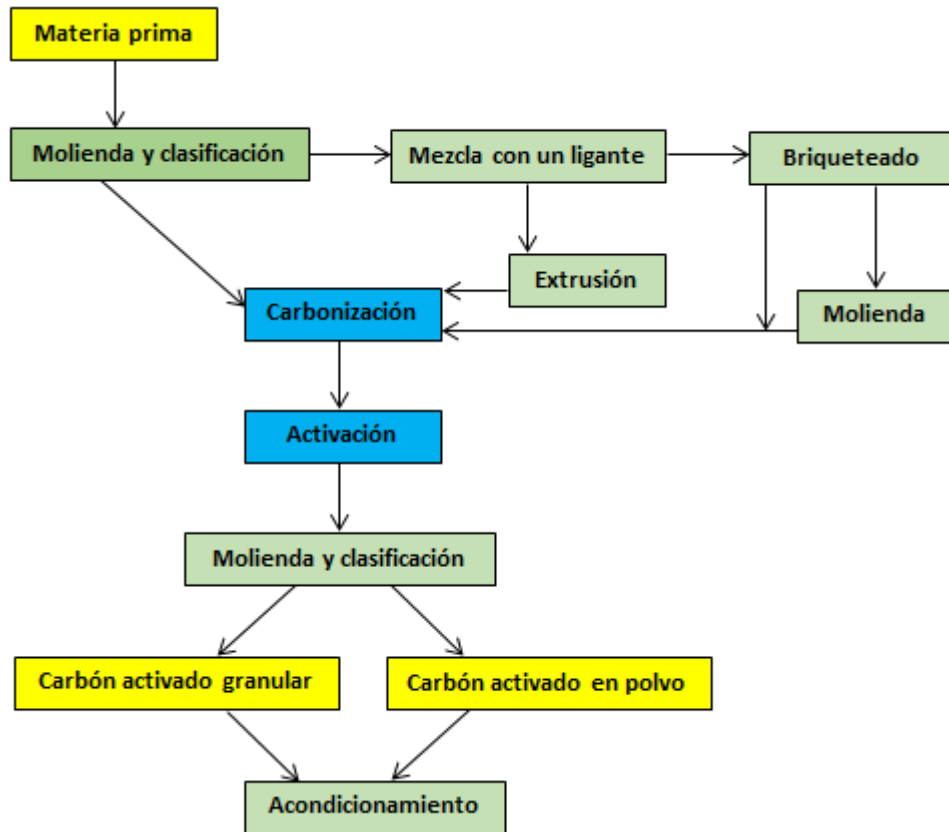 Materia prima
Molienda y clasificación
Mezcla con un ligante
Briqueteado
Extrusión
Carbonización
Molienda
Activación
Molienda y clasificación
Carbón activado granular
Carbón activado en polvo
Acondicionamiento